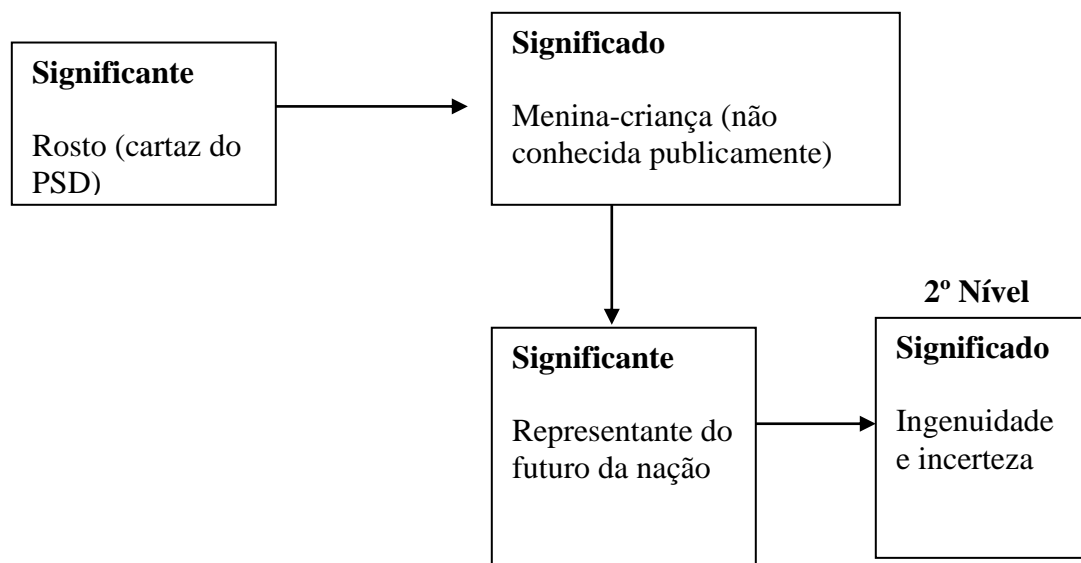 Significante
Rosto (cartaz do
PSD)
Significado
Menina-criança (não
conhecida publicamente)
Significante
Representante do
futuro da nação
2º Nível
Significado
Ingenuidade
e incerteza